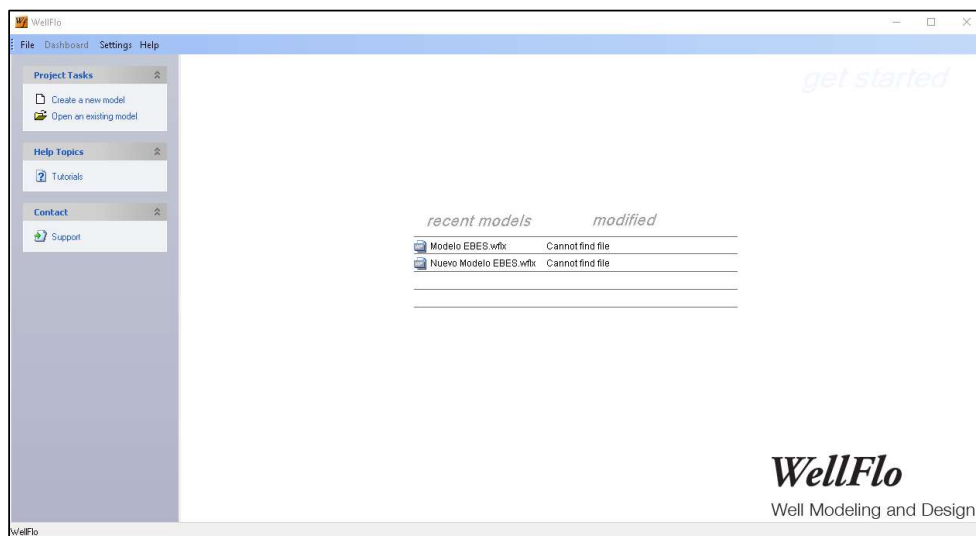 WellFlo
File Dashboard Settings Help
get started
Project Tasks
Create a new model
Open an existing model
Help Topics
Tutorials
Contact
Support
recent models modified
Modelo EBES.wflx Cannot find file
Nuevo Modelo EBES.wflx Cannot find file
WellFlo
Well Modeling and Design
WellFlo